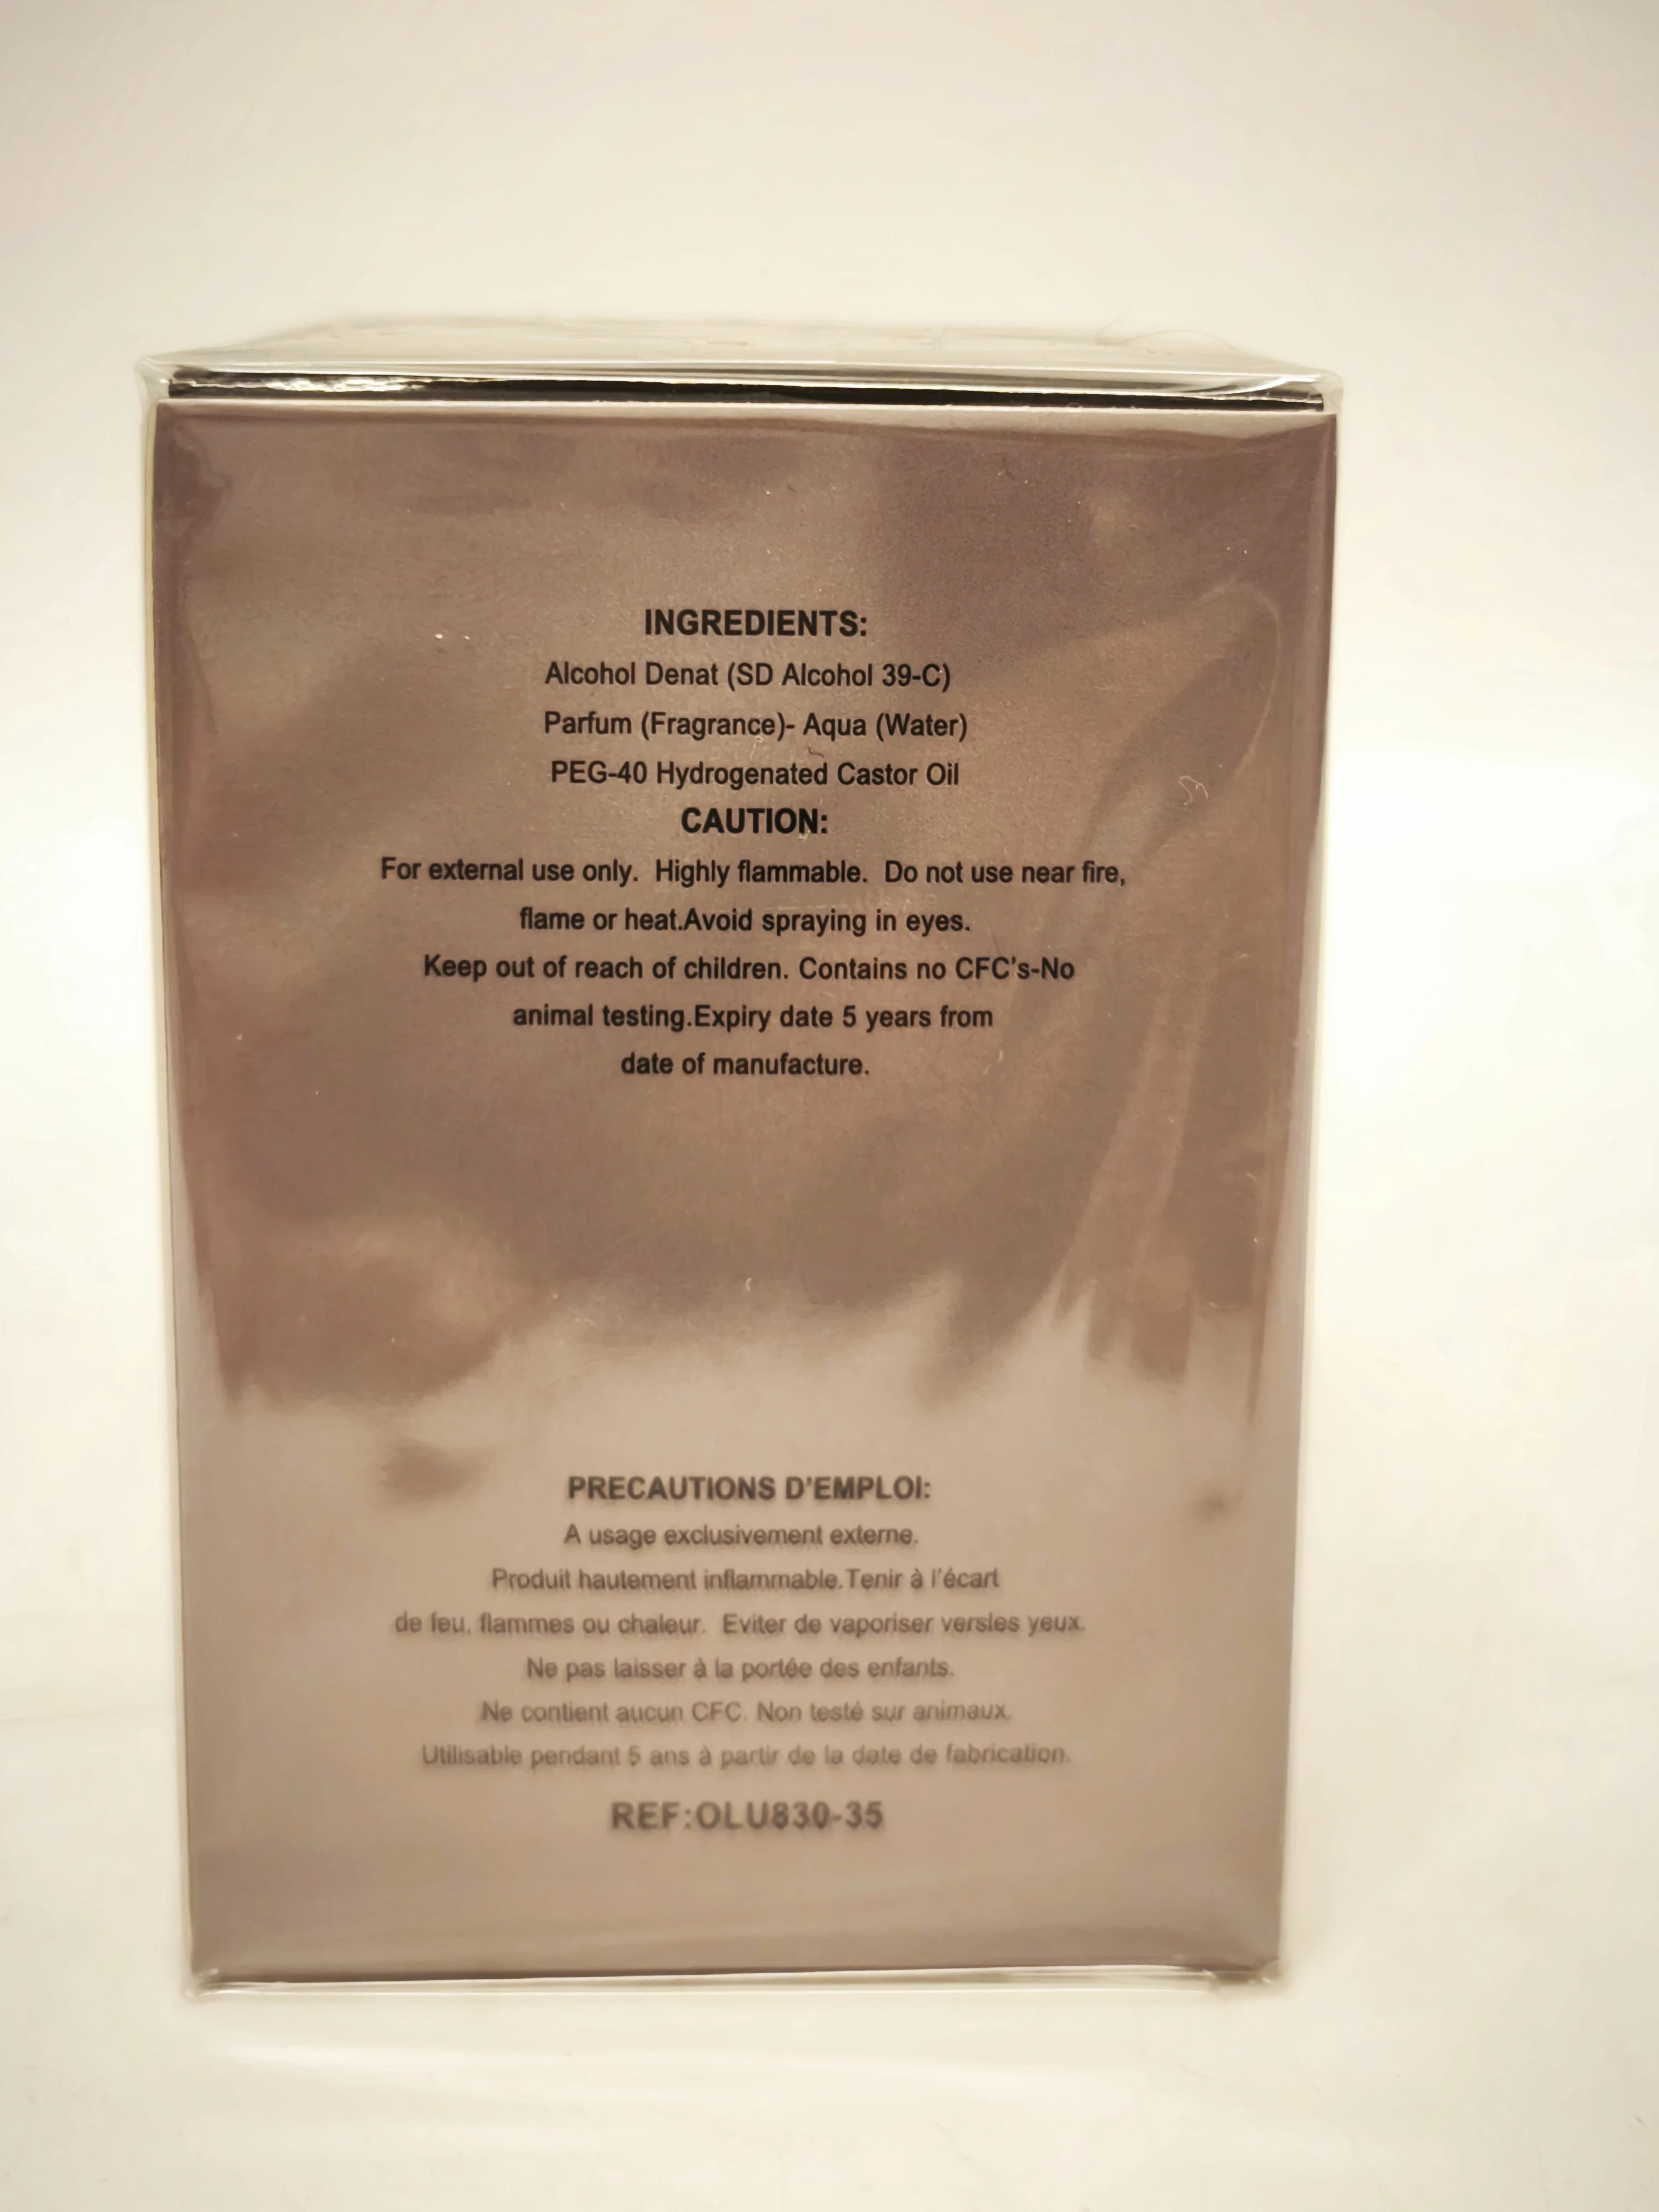 INGREDIENTS:
Alcohol Denat (SD Alcohol 39-C)
Parfum (Fragrance)- Aqua (Water)
PEG-40 Hydrogenated Castor Oil
CAUTION:
For external use only.  Highly flammable.  Do not use near fire,
flame or heat.Avoid spraying in eyes.
Keep out of reach of children. Contains no CFC's-No
animal testing.Expiry date 5 years from
date of manufacture.
PRECAUTIONS D'EMPLOI:
A usage exclusivement externe.
Produit hautement inflammable.Tenir à l'écart
de feu, flammes ou chaleur.  Eviter de vaporiser versles yeux.
Ne pas laisser à la portée des enfants.
Ne contient aucun CFC. Non testé sur animaux.
Utilisable pendant 5 ans à partir de la date de fabrication.
REF:OLU830-35